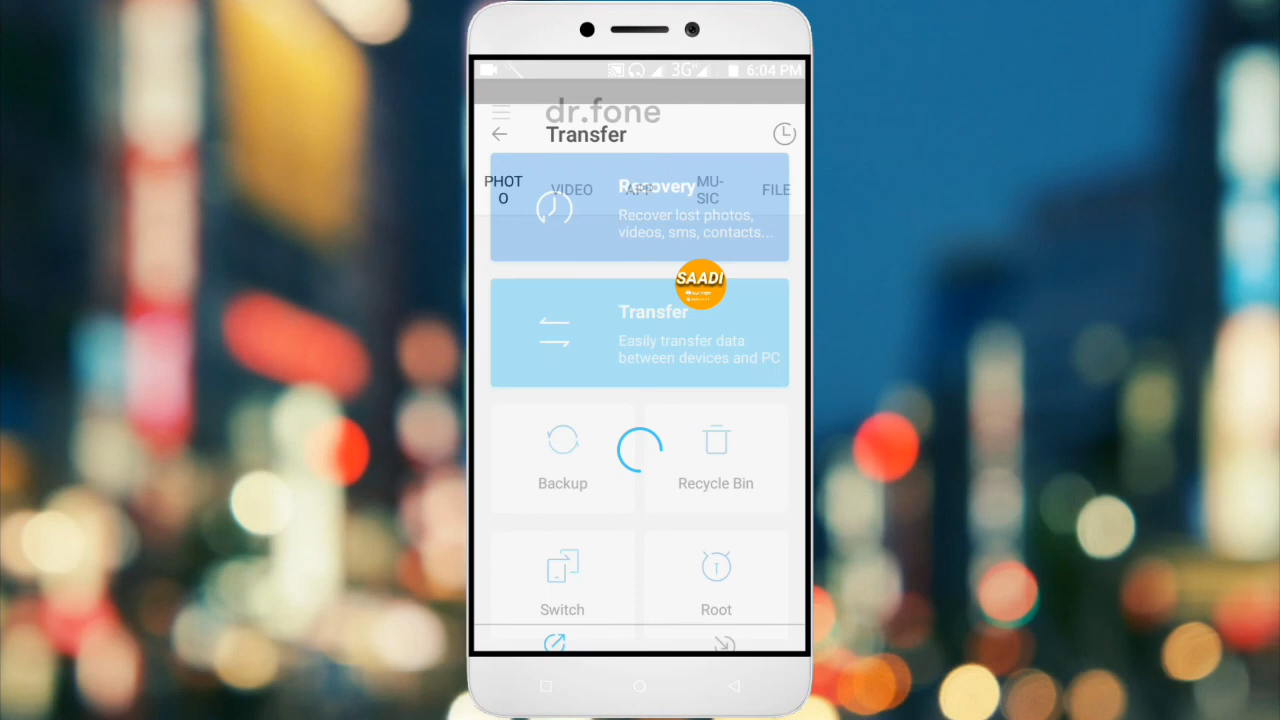 3G 6:04 PM
dr.fone
Transfer
PHOT
O
VIDEO
APP
MU-
SIC
FILE
Recovery
Recover lost photos,
videos, sms, contacts...
SAADI
Transfer
Easily transfer data
between devices and PC
Backup
Recycle Bin
Switch
Root